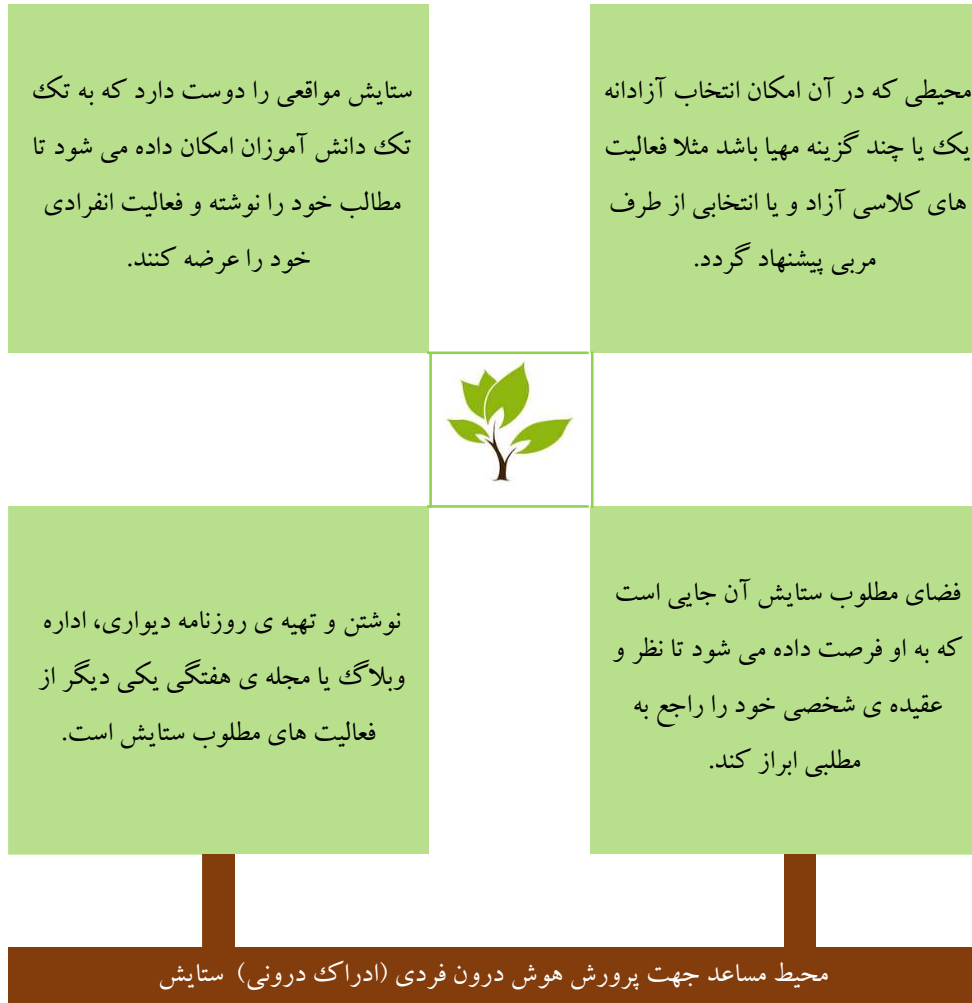 محیطی که در آن امکان انتخاب آزادانه
یک یا چند گزینه مهیا باشد مثلا فعالیت
های کلاسی آزاد و یا انتخابی از طرف
مربی پیشنهاد گردد.
ستایش مواقعی را دوست دارد که به تک
تک دانش آموزان امکان داده می شود تا
مطالب خود را نوشته و فعالیت انفرادی
خود را عرضه کنند.
فضای مطلوب ستایش آن جایی است
که به او فرصت داده می شود تا نظر و
عقیده ی شخصی خود را راجع به
مطلبی ابراز کند.
نوشتن و تهیه ی روزنامه دیواری، اداره
وبلاگ یا مجله ی هفتگی یکی دیگر از
فعالیت های مطلوب ستایش است.
محیط مساعد جهت پرورش هوش درون فردی (ادراک درونی) ستایش